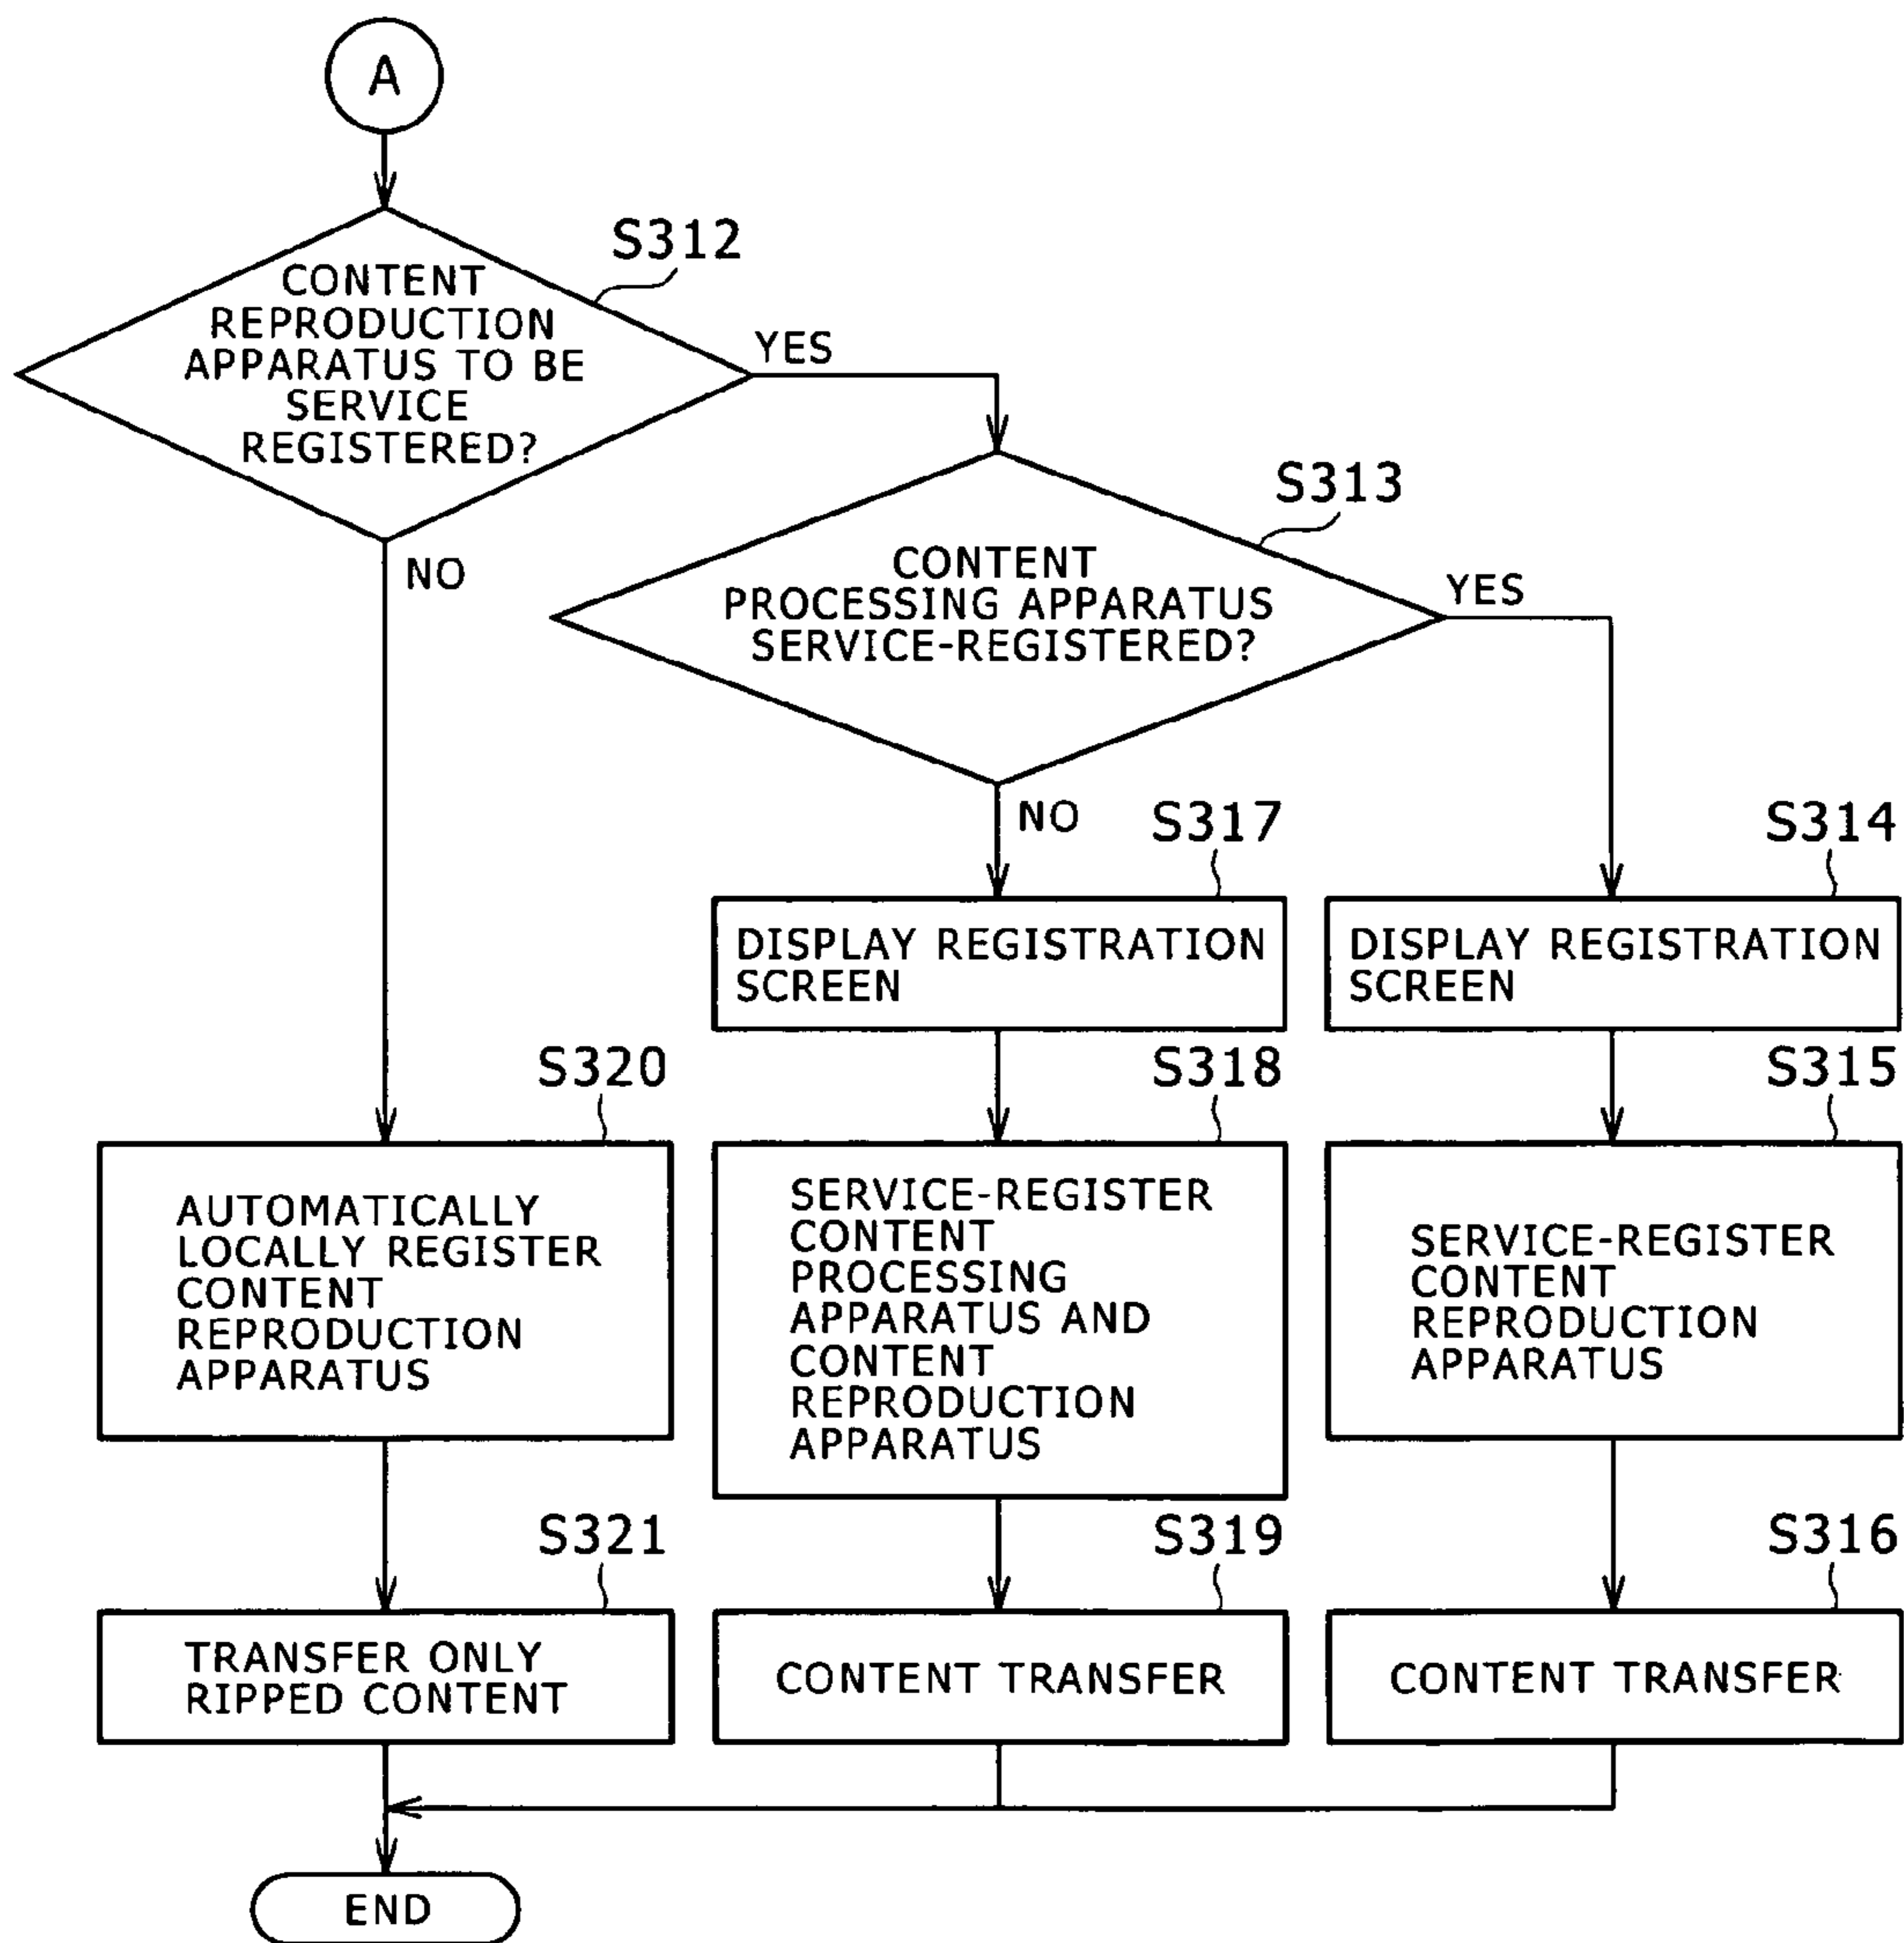 A
S312
CONTENT
REPRODUCTION
APPARATUS TO BE
SERVICE
REGISTERED?
YES
NO
S313
CONTENT
PROCESSING APPARATUS
SERVICE-REGISTERED?
YES
NO
S317
DISPLAY REGISTRATION
SCREEN
S314
DISPLAY REGISTRATION
SCREEN
S320
AUTOMATICALLY
LOCALLY REGISTER
CONTENT
REPRODUCTION
APPARATUS
S318
SERVICE-REGISTER
CONTENT
PROCESSING
APPARATUS AND
CONTENT
REPRODUCTION
APPARATUS
S315
SERVICE-REGISTER
CONTENT
REPRODUCTION
APPARATUS
S321
TRANSFER ONLY
RIPPED CONTENT
S319
CONTENT TRANSFER
S316
CONTENT TRANSFER
END